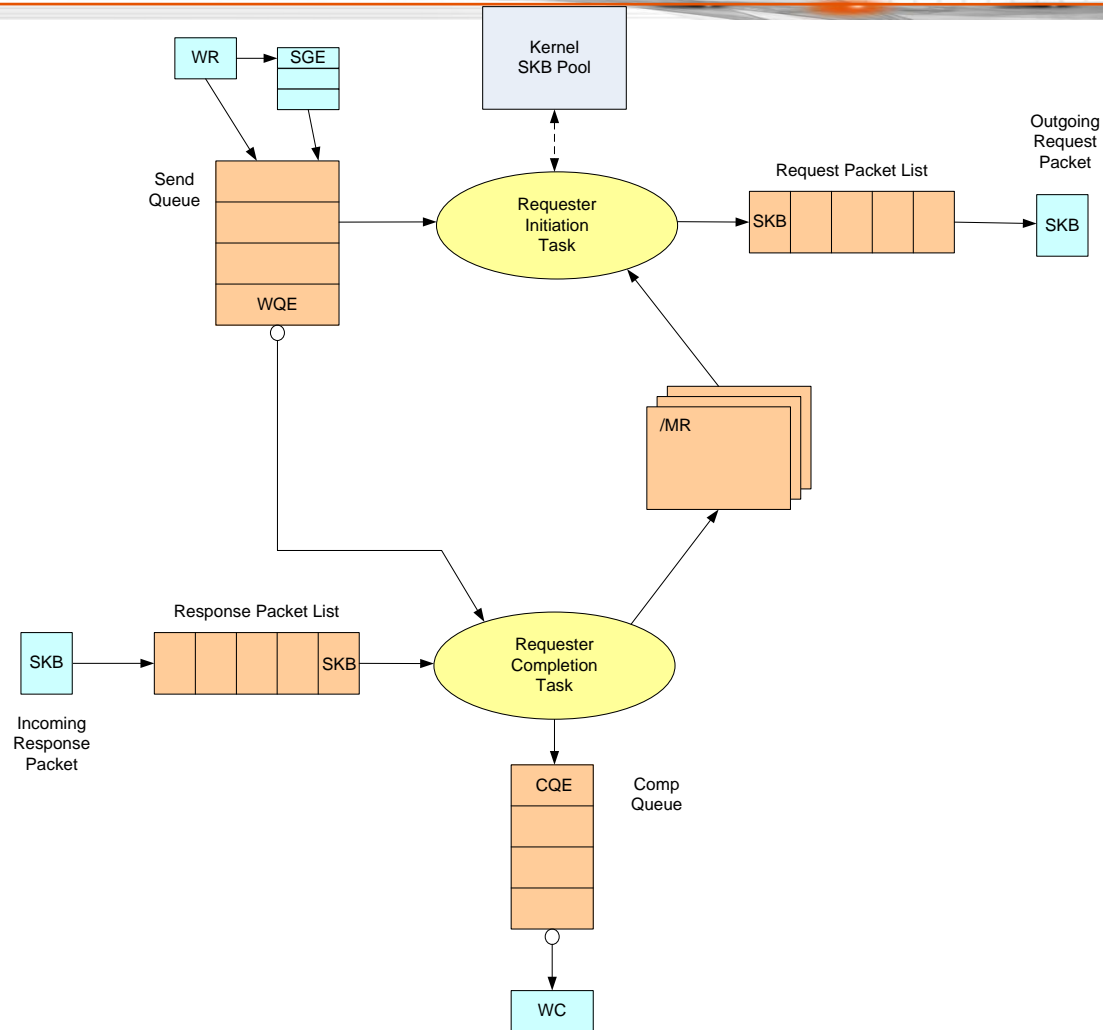 WR
SGE
Kernel
SKB Pool
Outgoing
Request
Packet
Send
Queue
Request Packet List
Requester
Initiation
Task
SKB
SKB
WQE
/MR
Response Packet List
SKB
SKB
Requester
Completion
Task
Incoming
Response
Packet
CQE
Comp
Queue
WC